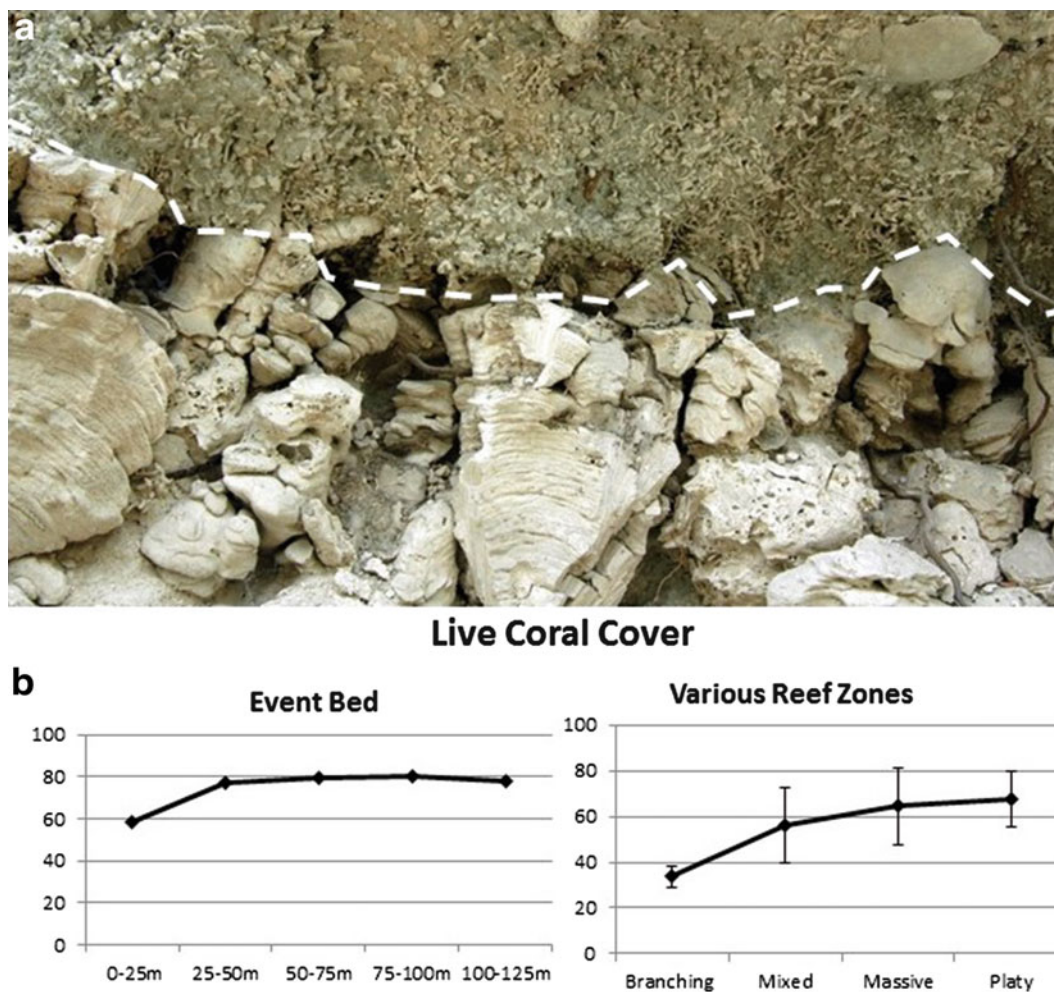 a
Live Coral Cover
b
Event Bed
100
80
60
40
20
0
0-25m 25-50m 50-75m 75-100m 100-125m
Various Reef Zones
100
80
60
40
20
0
Branching Mixed Massive Platy